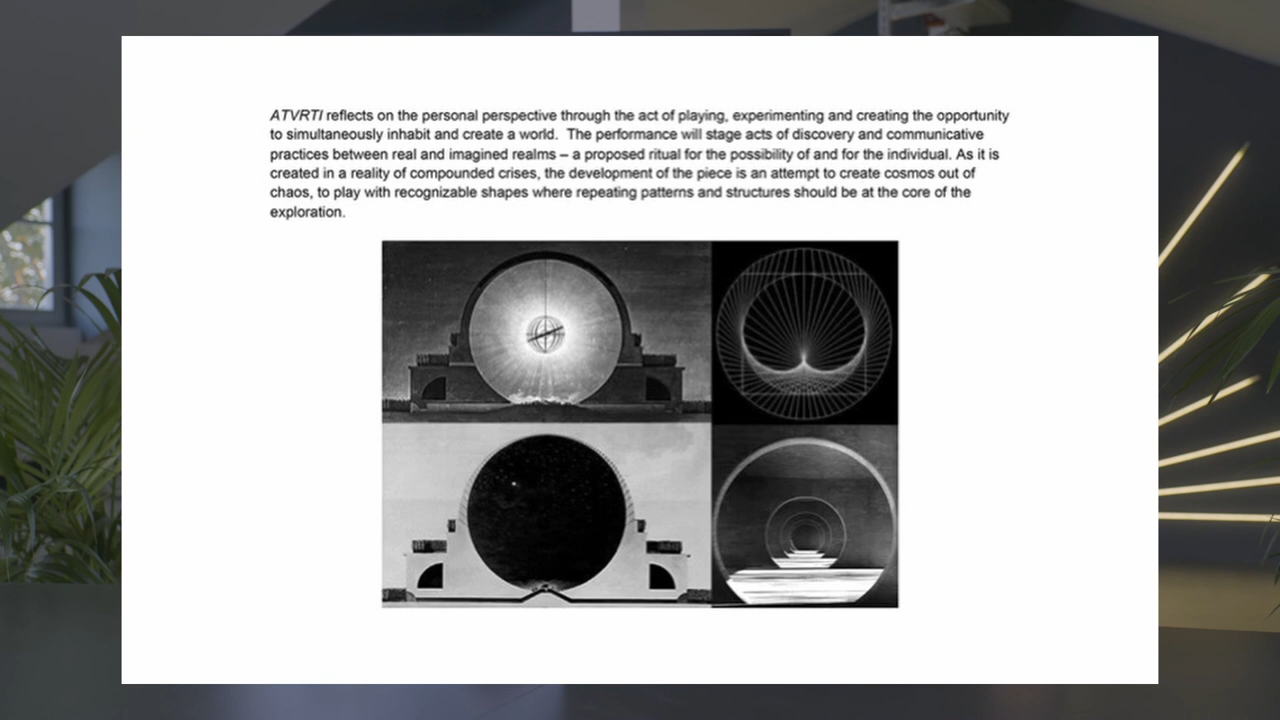 ATVRTI reflects on the personal perspective through the act of playing, experimenting and creating the opportunity
to simultaneously inhabit and create a world.  The performance will stage acts of discovery and communicative
practices between real and imagined realms – a proposed ritual for the possibility of and for the individual. As it is
created in a reality of compounded crises, the development of the piece is an attempt to create cosmos out of
chaos, to play with recognizable shapes where repeating patterns and structures should be at the core of the
exploration.